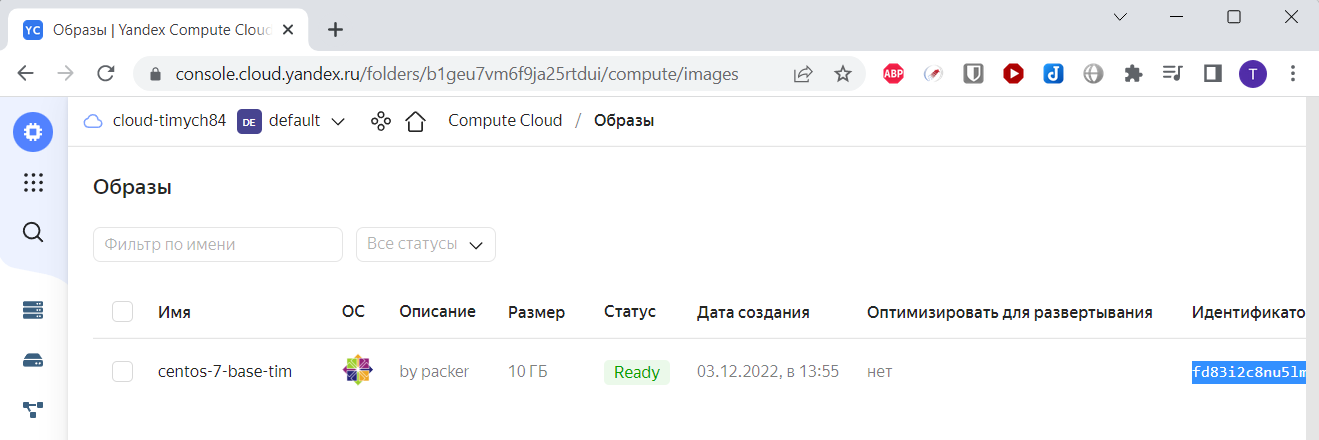 YC Образы | Yandex Compute Cloud
console.cloud.yandex.ru/folders/b1geu7vm6f9ja25rtdui/compute/images ABP T
cloud-timych84 DE default Compute Cloud / Образы
Образы
Фильтр по имени Все статусы
Имя ОС Описание Размер Статус Дата создания Оптимизировать для развертывания Идентификато
centos-7-base-tim by packer 10 ГБ Ready 03.12.2022, в 13:55 нет fd83i2c8nu5lm